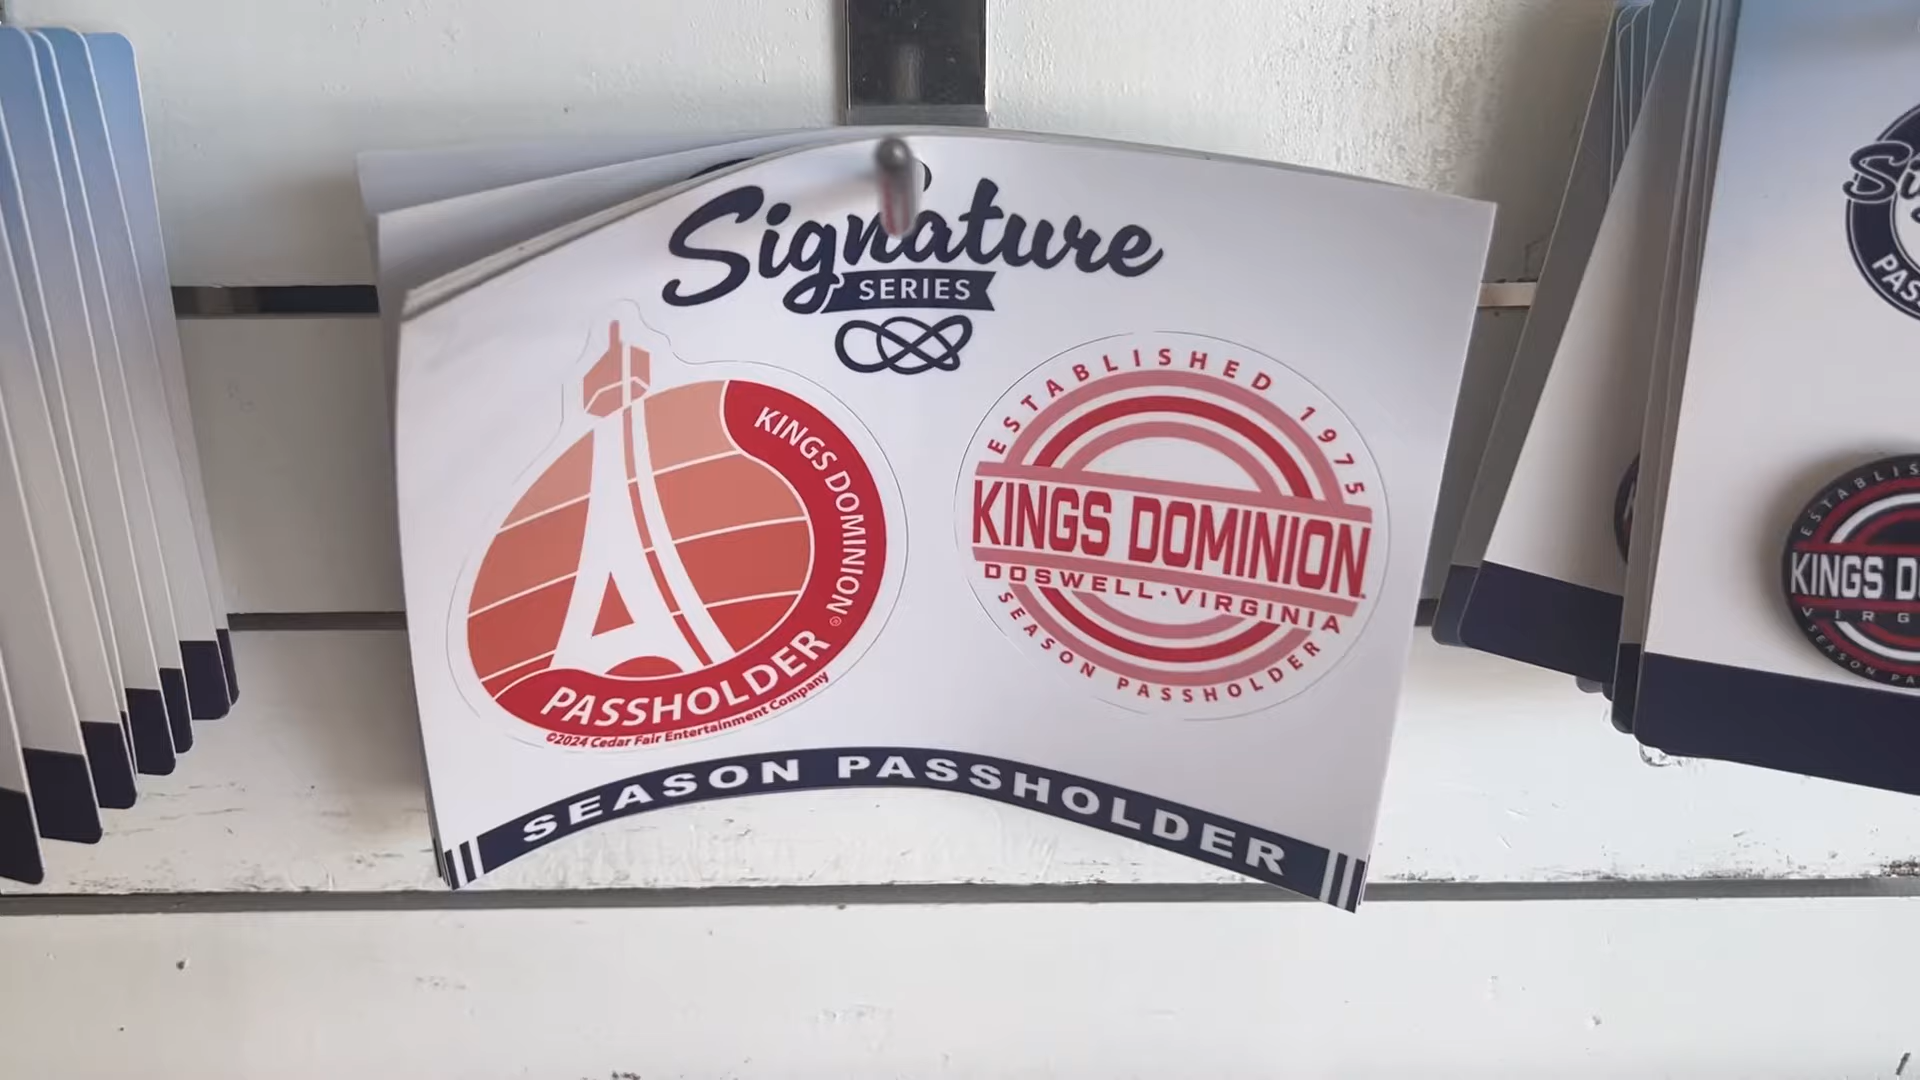 Signature
SERIES
KINGS DOMINION
PASSHOLDER
©2024 Cedar Fair Entertainment Company
ESTABLISHED 1975
KINGS DOMINION
DOSWELL·VIRGINIA
SEASON PASSHOLDER
SEASON PASSHOLDER
KINGS